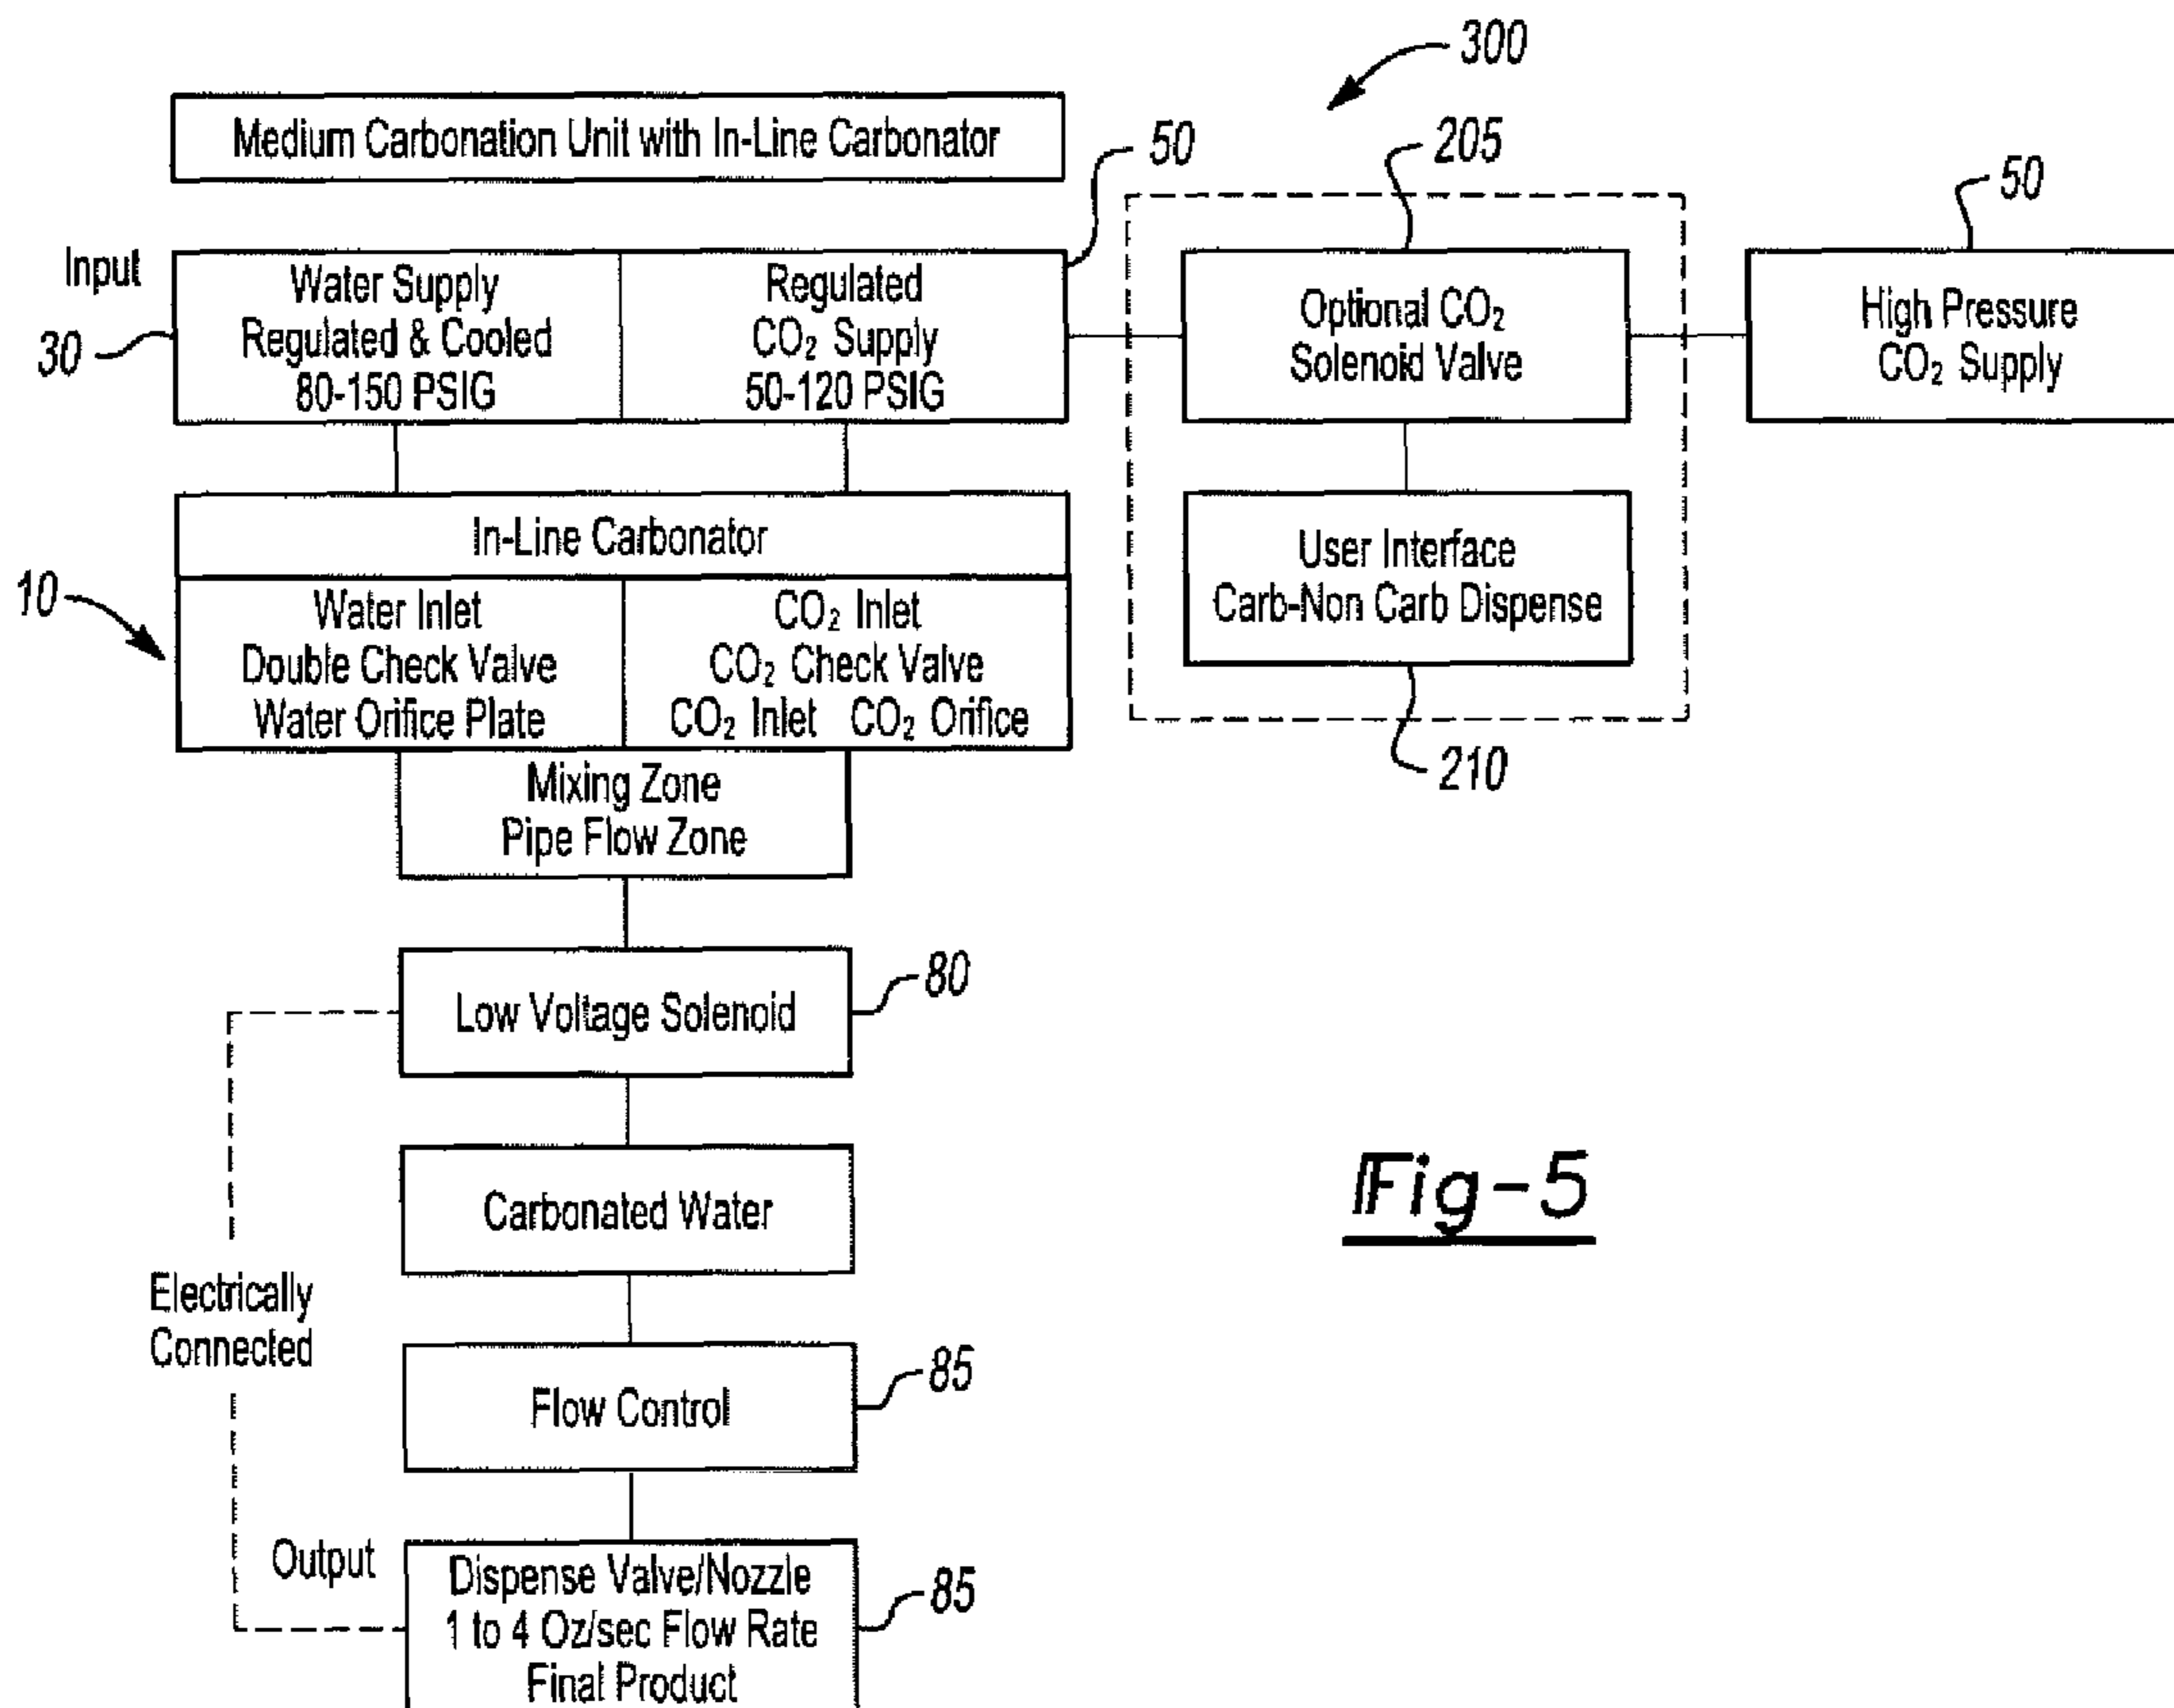 300
Medium Carbonation Unit with In-Line Carbonator
50
205
50
Input
30
Water Supply
Regulated & Cooled
80-150 PSIG
Regulated
CO₂ Supply
50-120 PSIG
Optional CO₂
Solenoid Valve
High Pressure
CO₂ Supply
In-Line Carbonator
10
Water Inlet
Double Check Valve
Water Orifice Plate
CO₂ Inlet
CO₂ Check Valve
CO₂ Inlet CO₂ Orifice
User Interface
Carb-Non Carb Dispense
210
Mixing Zone
Pipe Flow Zone
Low Voltage Solenoid
80
Carbonated Water
Electrically
Connected
Flow Control
85
Output
Dispense Valve/Nozzle
1 to 4 Oz/sec Flow Rate
Final Product
85
Fig-5